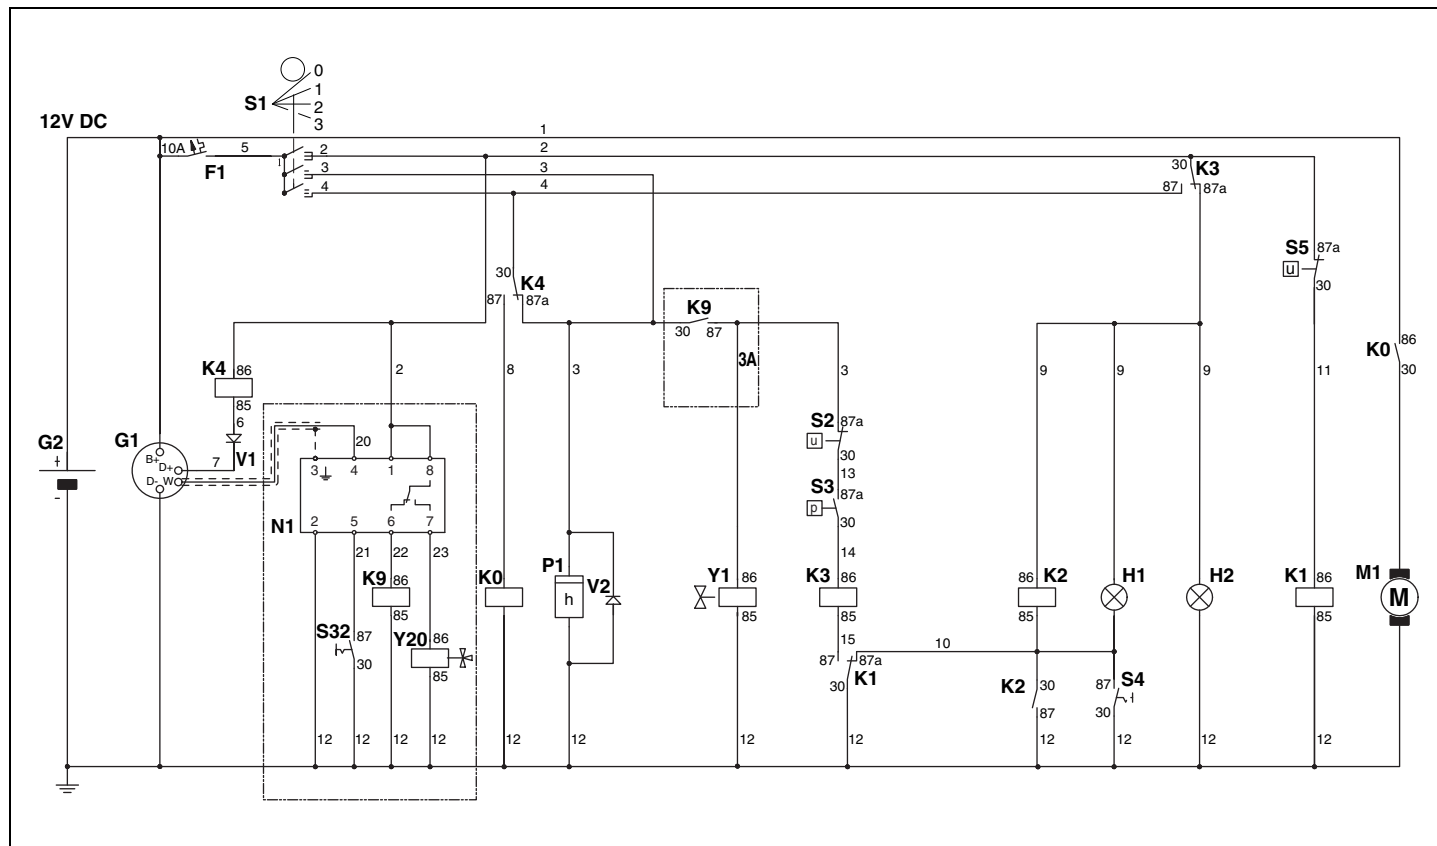 0
1
S1
2
3
12V DC
1
10A
5
F1
1
2
2
3
3
4
4
30
K3
87
87a
S5
87a
u
30
30
K4
87
87a
K9
30
87
3A
86
K0
30
K4
86
85
2
8
3
3
9
9
9
11
6
G2
+
-
G1
B+
D+
D-
W
7
V1
20
3
4
1
8
2
5
6
7
N1
S2
87a
u
30
13
S3
87a
p
30
14
21
22
23
K9
86
85
K0
P1
h
V2
Y1
86
85
K3
86
85
86
K2
85
H1
H2
K1
86
85
M1
M
S32
87
30
Y20
86
85
15
87
87a
30
K1
10
K2
30
87
87
S4
30
12
12
12
12
12
12
12
12
12
12
12
12